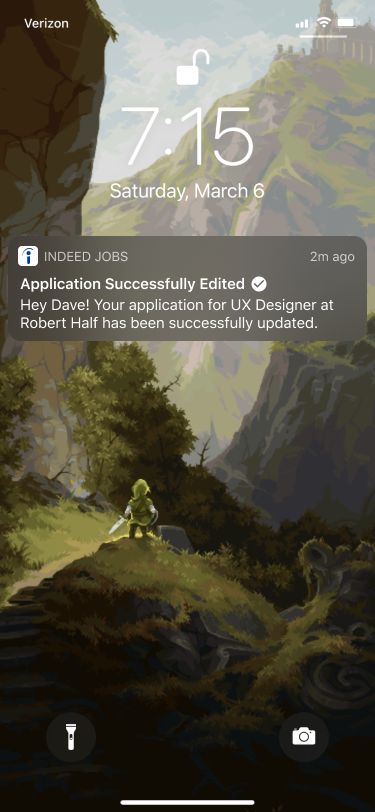 Verizon
7:15
Saturday, March 6
INDEED JOBS 2m ago
Application Successfully Edited
Hey Dave! Your application for UX Designer at
Robert Half has been successfully updated.